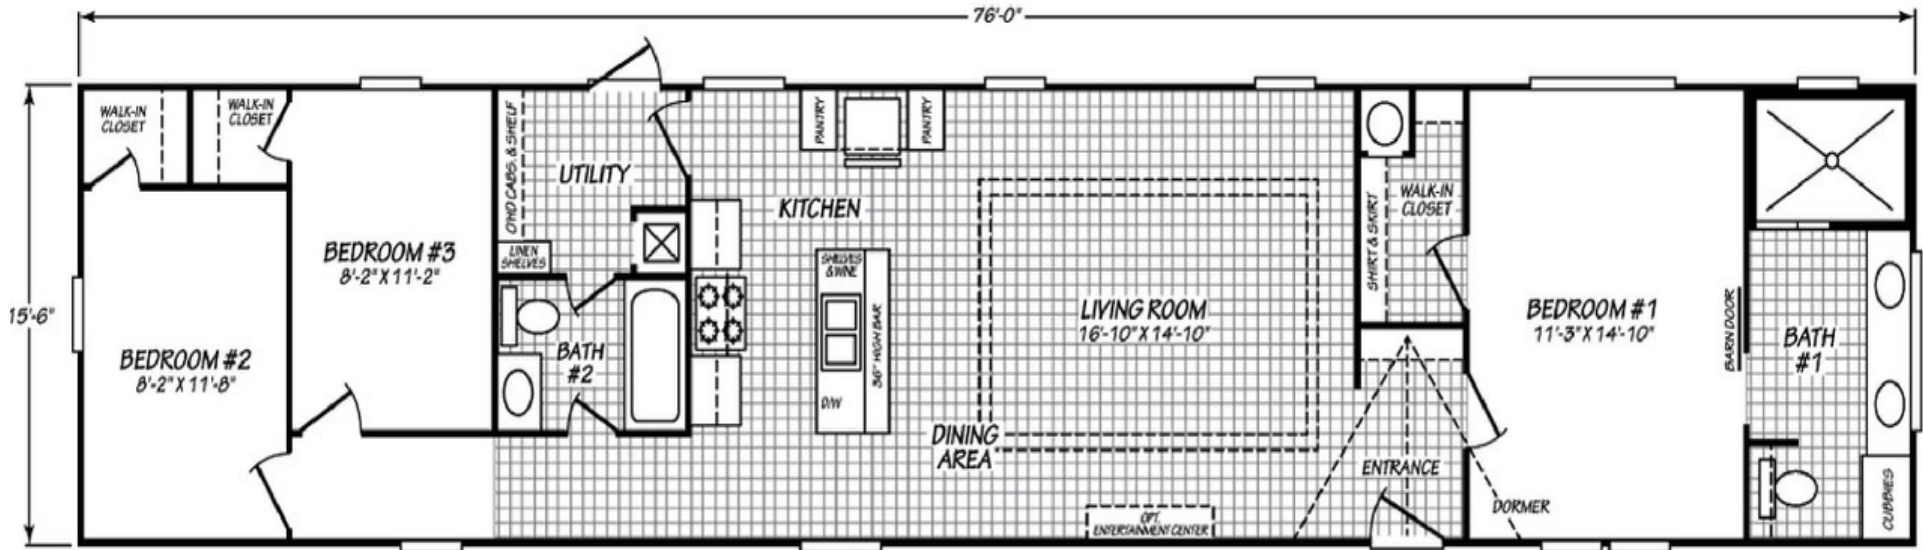 76'-0"
15'-6"
WALK-IN
CLOSET
WALK-IN
CLOSET
BEDROOM #2
8'-2" X 11'-8"
BEDROOM #3
8'-2" X 11'-2"
O'HD CABS. & SHELF
UTILITY
LINEN
SHELVES
BATH
#2
KITCHEN
PANTRY
PANTRY
SHELVES
& WINE
36" HIGH BAR
D/W
DINING
AREA
LIVING ROOM
16'-10" X 14'-10"
OPT.
ENTERTAINMENT CENTER
SHIRT & SKIRT
WALK-IN
CLOSET
ENTRANCE
DORMER
BEDROOM #1
11'-3" X 14'-10"
BARN DOOR
BATH
#1
CUBBIES